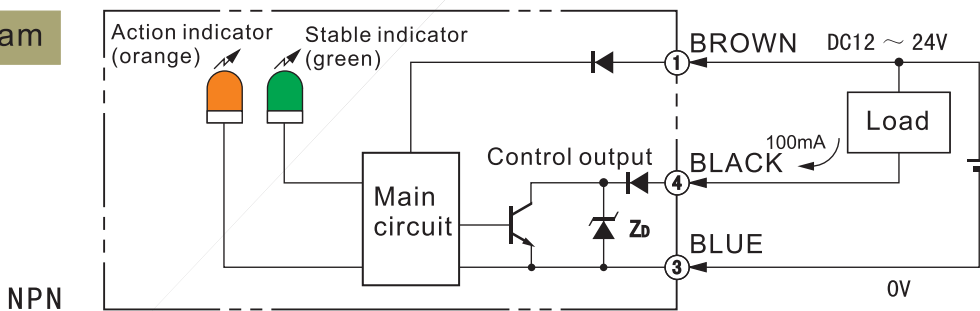 am
Action indicator
(orange)
Stable indicator
(green)
BROWN
DC12 ~ 24V
1
Load
100mA
Control output
BLACK
4
Main
circuit
ZD
BLUE
3
0V
NPN